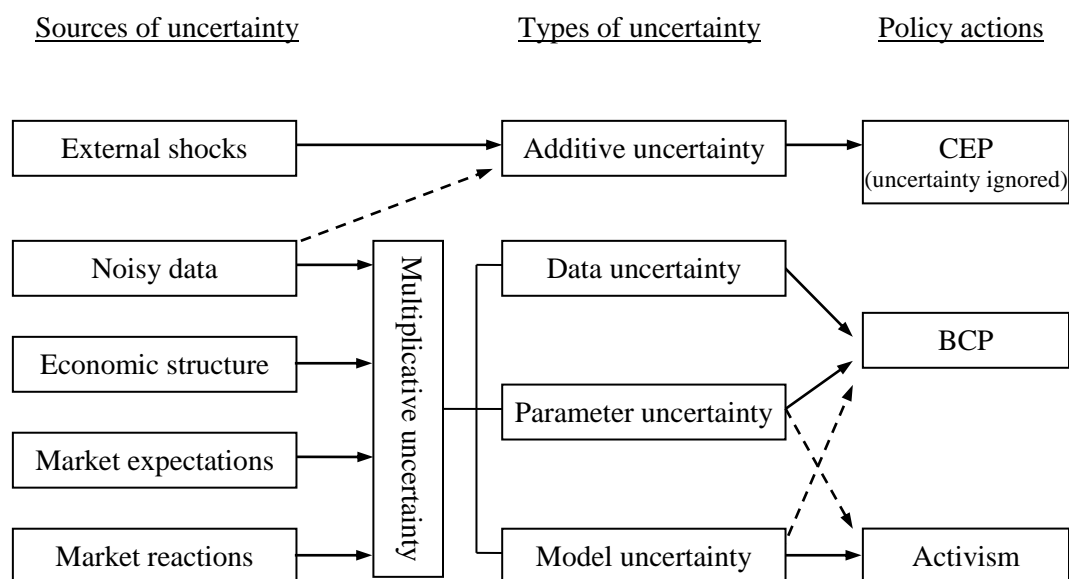 Sources of uncertainty
Types of uncertainty
Policy actions
External shocks
Additive uncertainty
CEP
(uncertainty ignored)
Noisy data
Multiplicative uncertainty
Data uncertainty
BCP
Economic structure
Parameter uncertainty
Market expectations
Market reactions
Model uncertainty
Activism